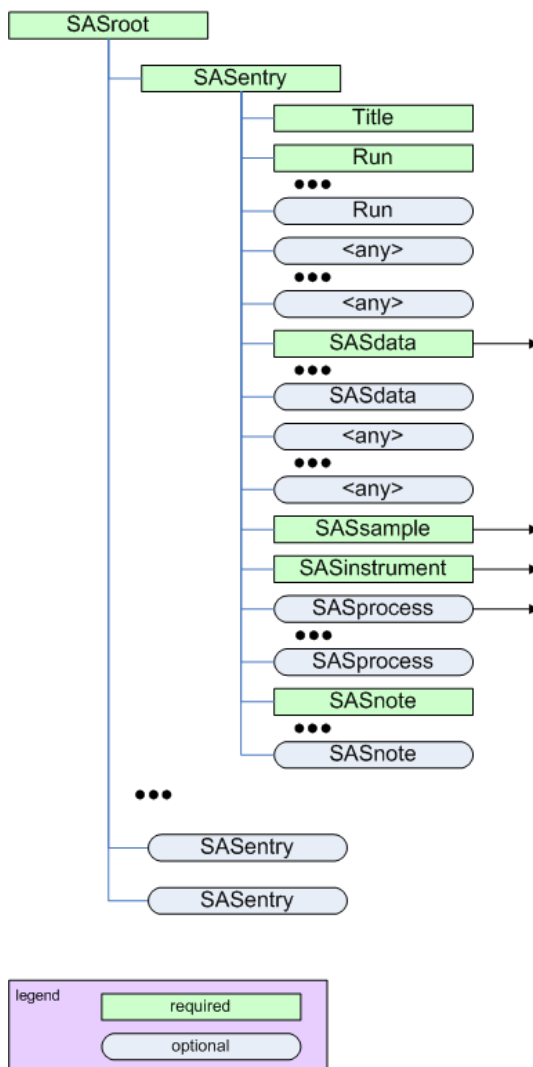 SASroot
SASentry
Title
Run
Run
<any>
<any>
SASdata
SASdata
<any>
<any>
SASsample
SASinstrument
SASprocess
SASprocess
SASnote
SASnote
SASentry
SASentry
legend
required
optional